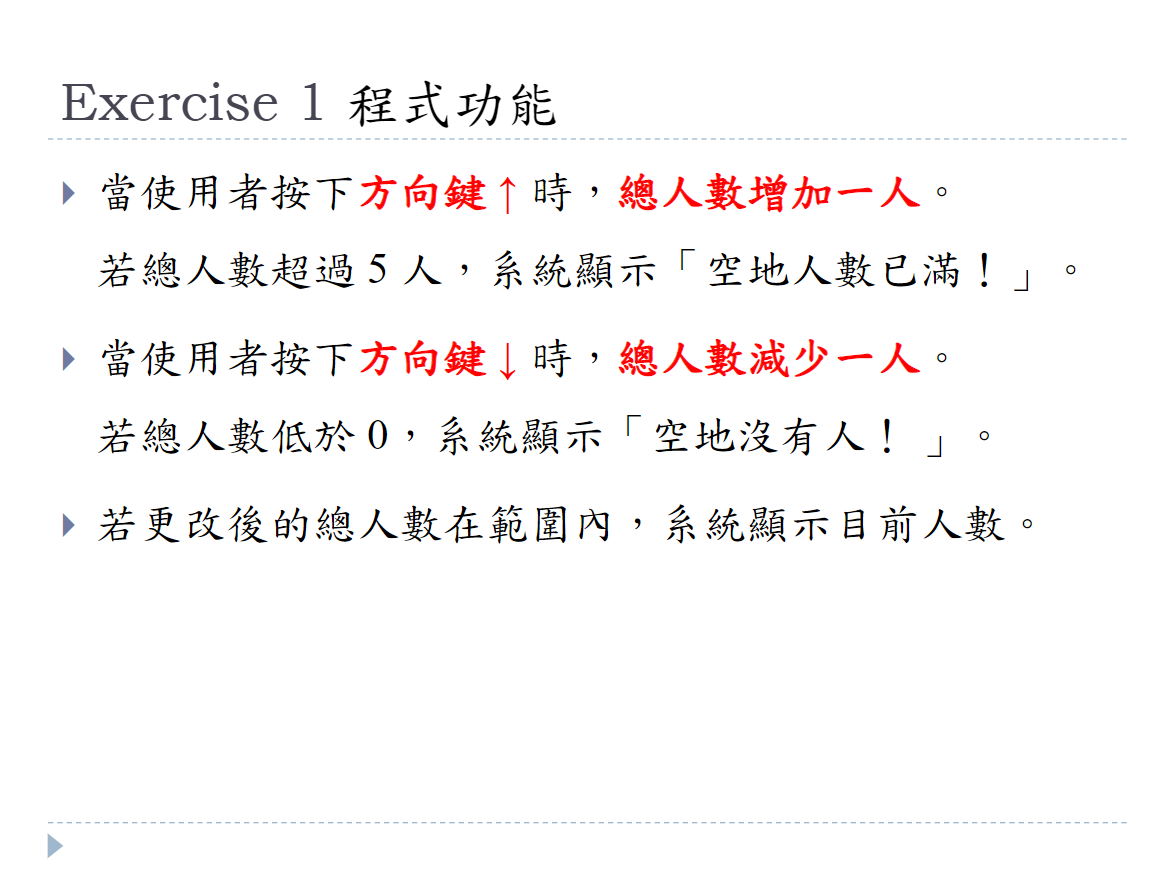 Exercise 1 程式功能
當使用者按下方向鍵↑時，總人數增加一人。
若總人數超過 5 人，系統顯示「空地人數已滿！」。
當使用者按下方向鍵↓時，總人數減少一人。
若總人數低於 0，系統顯示「空地沒有人！」。
若更改後的總人數在範圍內，系統顯示目前人數。